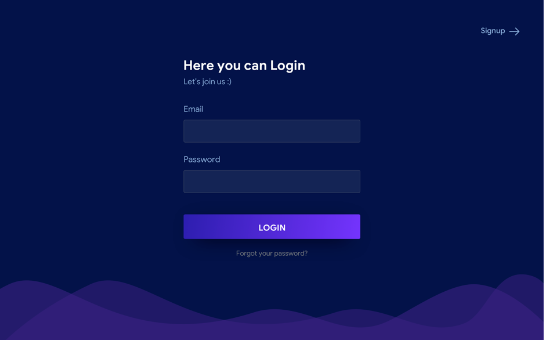 Signup
Here you can Login
Let's join us :)
Email
Password
LOGIN
Forgot your password?